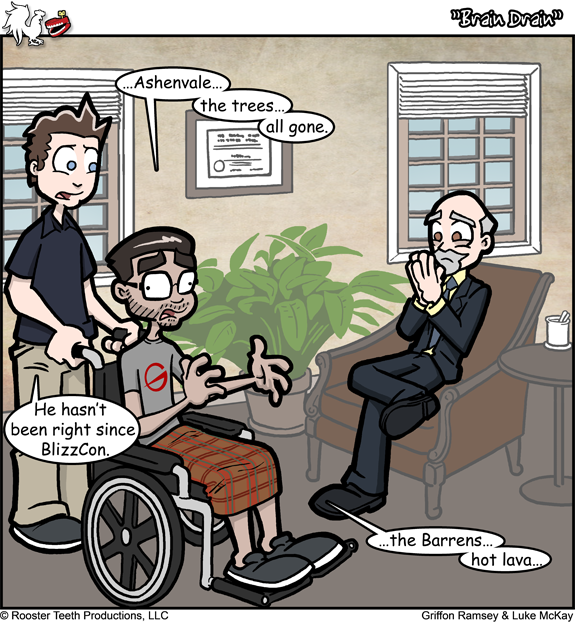 "Brain Drain"
...Ashenvale...
the trees...
all gone.
He hasn't
been right since
BlizzCon.
...the Barrens...
hot lava...
© Rooster Teeth Productions, LLC
Griffon Ramsey & Luke McKay